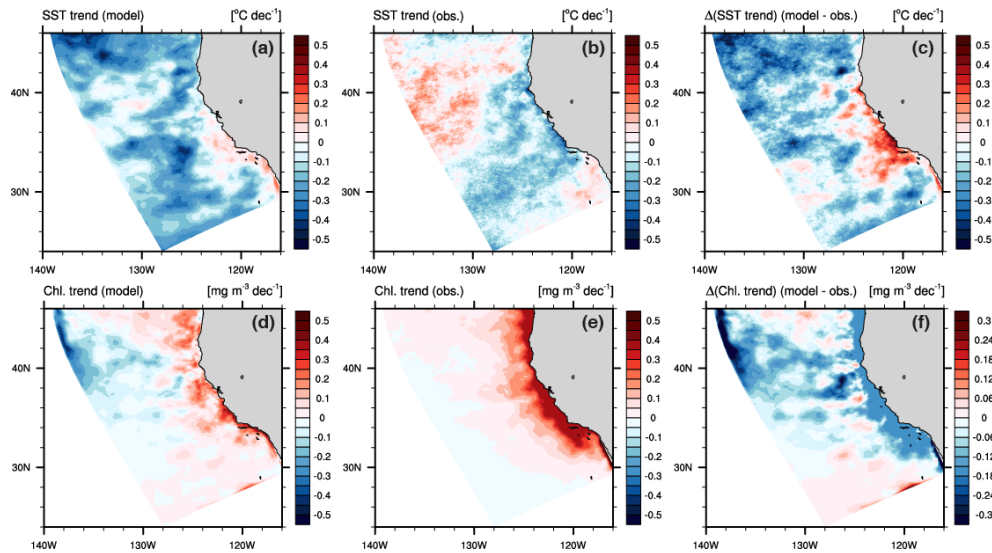 SST trend (model) [°C dec⁻¹]
(a)
0.5
0.4
0.3
0.2
0.1
0
-0.1
-0.2
-0.3
-0.4
-0.5
40N
30N
140W 130W 120W
SST trend (obs.) [°C dec⁻¹]
(b)
0.5
0.4
0.3
0.2
0.1
0
-0.1
-0.2
-0.3
-0.4
-0.5
40N
30N
140W 130W 120W
Δ(SST trend) (model - obs.) [°C dec⁻¹]
(c)
0.5
0.4
0.3
0.2
0.1
0
-0.1
-0.2
-0.3
-0.4
-0.5
40N
30N
140W 130W 120W
Chl. trend (model) [mg m⁻³ dec⁻¹]
(d)
0.5
0.4
0.3
0.2
0.1
0
-0.1
-0.2
-0.3
-0.4
-0.5
40N
30N
140W 130W 120W
Chl. trend (obs.) [mg m⁻³ dec⁻¹]
(e)
0.5
0.4
0.3
0.2
0.1
0
-0.1
-0.2
-0.3
-0.4
-0.5
40N
30N
140W 130W 120W
Δ(Chl. trend) (model - obs.) [mg m⁻³ dec⁻¹]
(f)
0.3
0.24
0.18
0.12
0.06
0
-0.06
-0.12
-0.18
-0.24
-0.3
40N
30N
140W 130W 120W